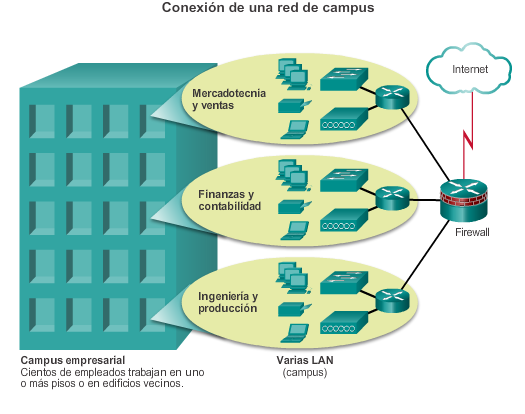 Conexión de una red de campus
Internet
Mercadotecnía
y ventas
Finanzas y
contabilidad
Firewall
Ingeniería y
producción
Campus empresarial
Cientos de empleados trabajan en uno
o más pisos o en edificios vecinos.
Varias LAN
(campus)